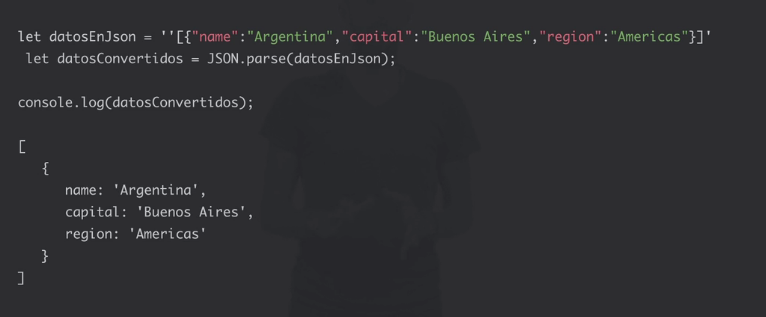 let datosEnJson = ''[{"name":"Argentina","capital":"Buenos Aires","region":"Americas"}]'
let datosConvertidos = JSON.parse(datosEnJson);
console.log(datosConvertidos);
[
{
name: 'Argentina',
capital: 'Buenos Aires',
region: 'Americas'
}
]